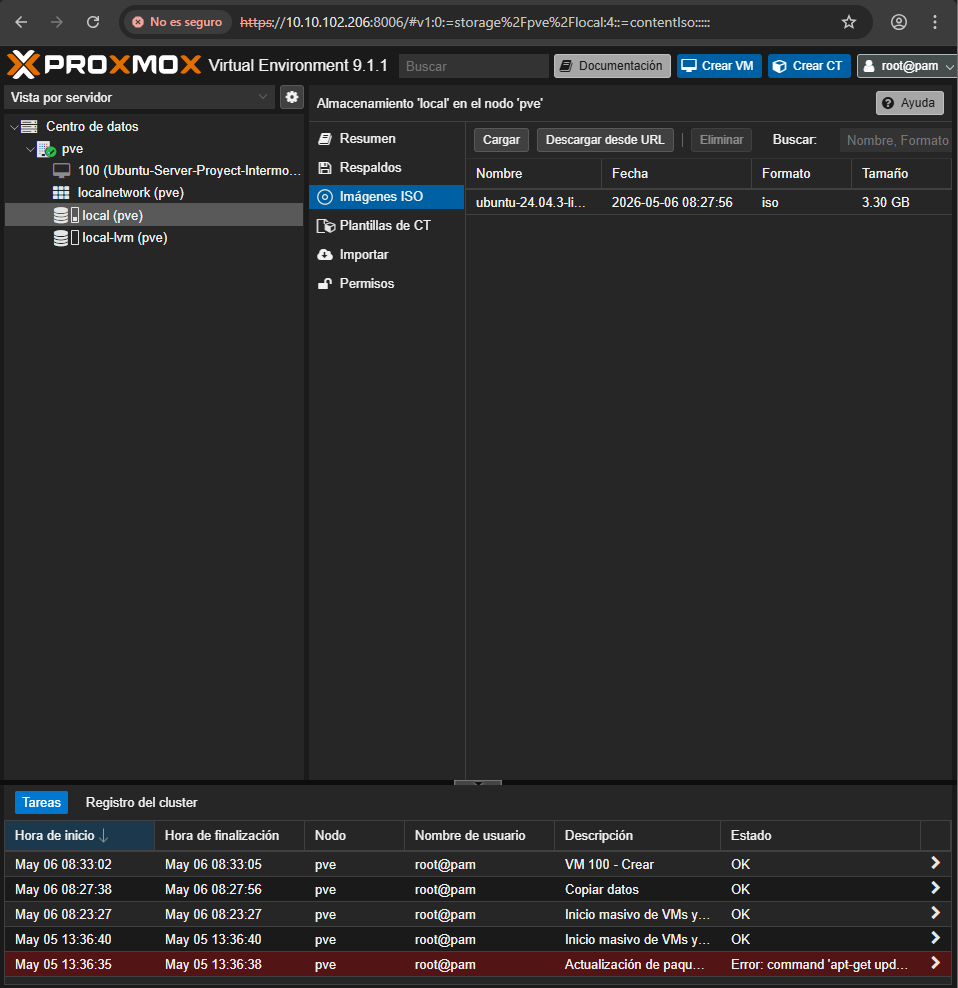 No es seguro https://10.10.102.206:8006/#v1:0:=storage%2Fpve%2Flocal:4::=contentIso:::::
PROXMOX Virtual Environment 9.1.1 Buscar Documentación Crear VM Crear CT root@pam
Vista por servidor
Almacenamiento 'local' en el nodo 'pve' Ayuda
Centro de datos
pve
100 (Ubuntu-Server-Proyect-Intermo...
localnetwork (pve)
local (pve)
local-lvm (pve)
Resumen
Respaldos
Imágenes ISO
Plantillas de CT
Importar
Permisos
Cargar Descargar desde URL Eliminar Buscar: Nombre, Formato
Nombre Fecha Formato Tamaño
ubuntu-24.04.3-li... 2026-05-06 08:27:56 iso 3.30 GB
Tareas Registro del cluster
Hora de inicio Hora de finalización Nodo Nombre de usuario Descripción Estado
May 06 08:33:02 May 06 08:33:05 pve root@pam VM 100 - Crear OK
May 06 08:27:38 May 06 08:27:56 pve root@pam Copiar datos OK
May 06 08:23:27 May 06 08:23:27 pve root@pam Inicio masivo de VMs y... OK
May 05 13:36:40 May 05 13:36:40 pve root@pam Inicio masivo de VMs y... OK
May 05 13:36:35 May 05 13:36:38 pve root@pam Actualización de paqu... Error: command 'apt-get upd...